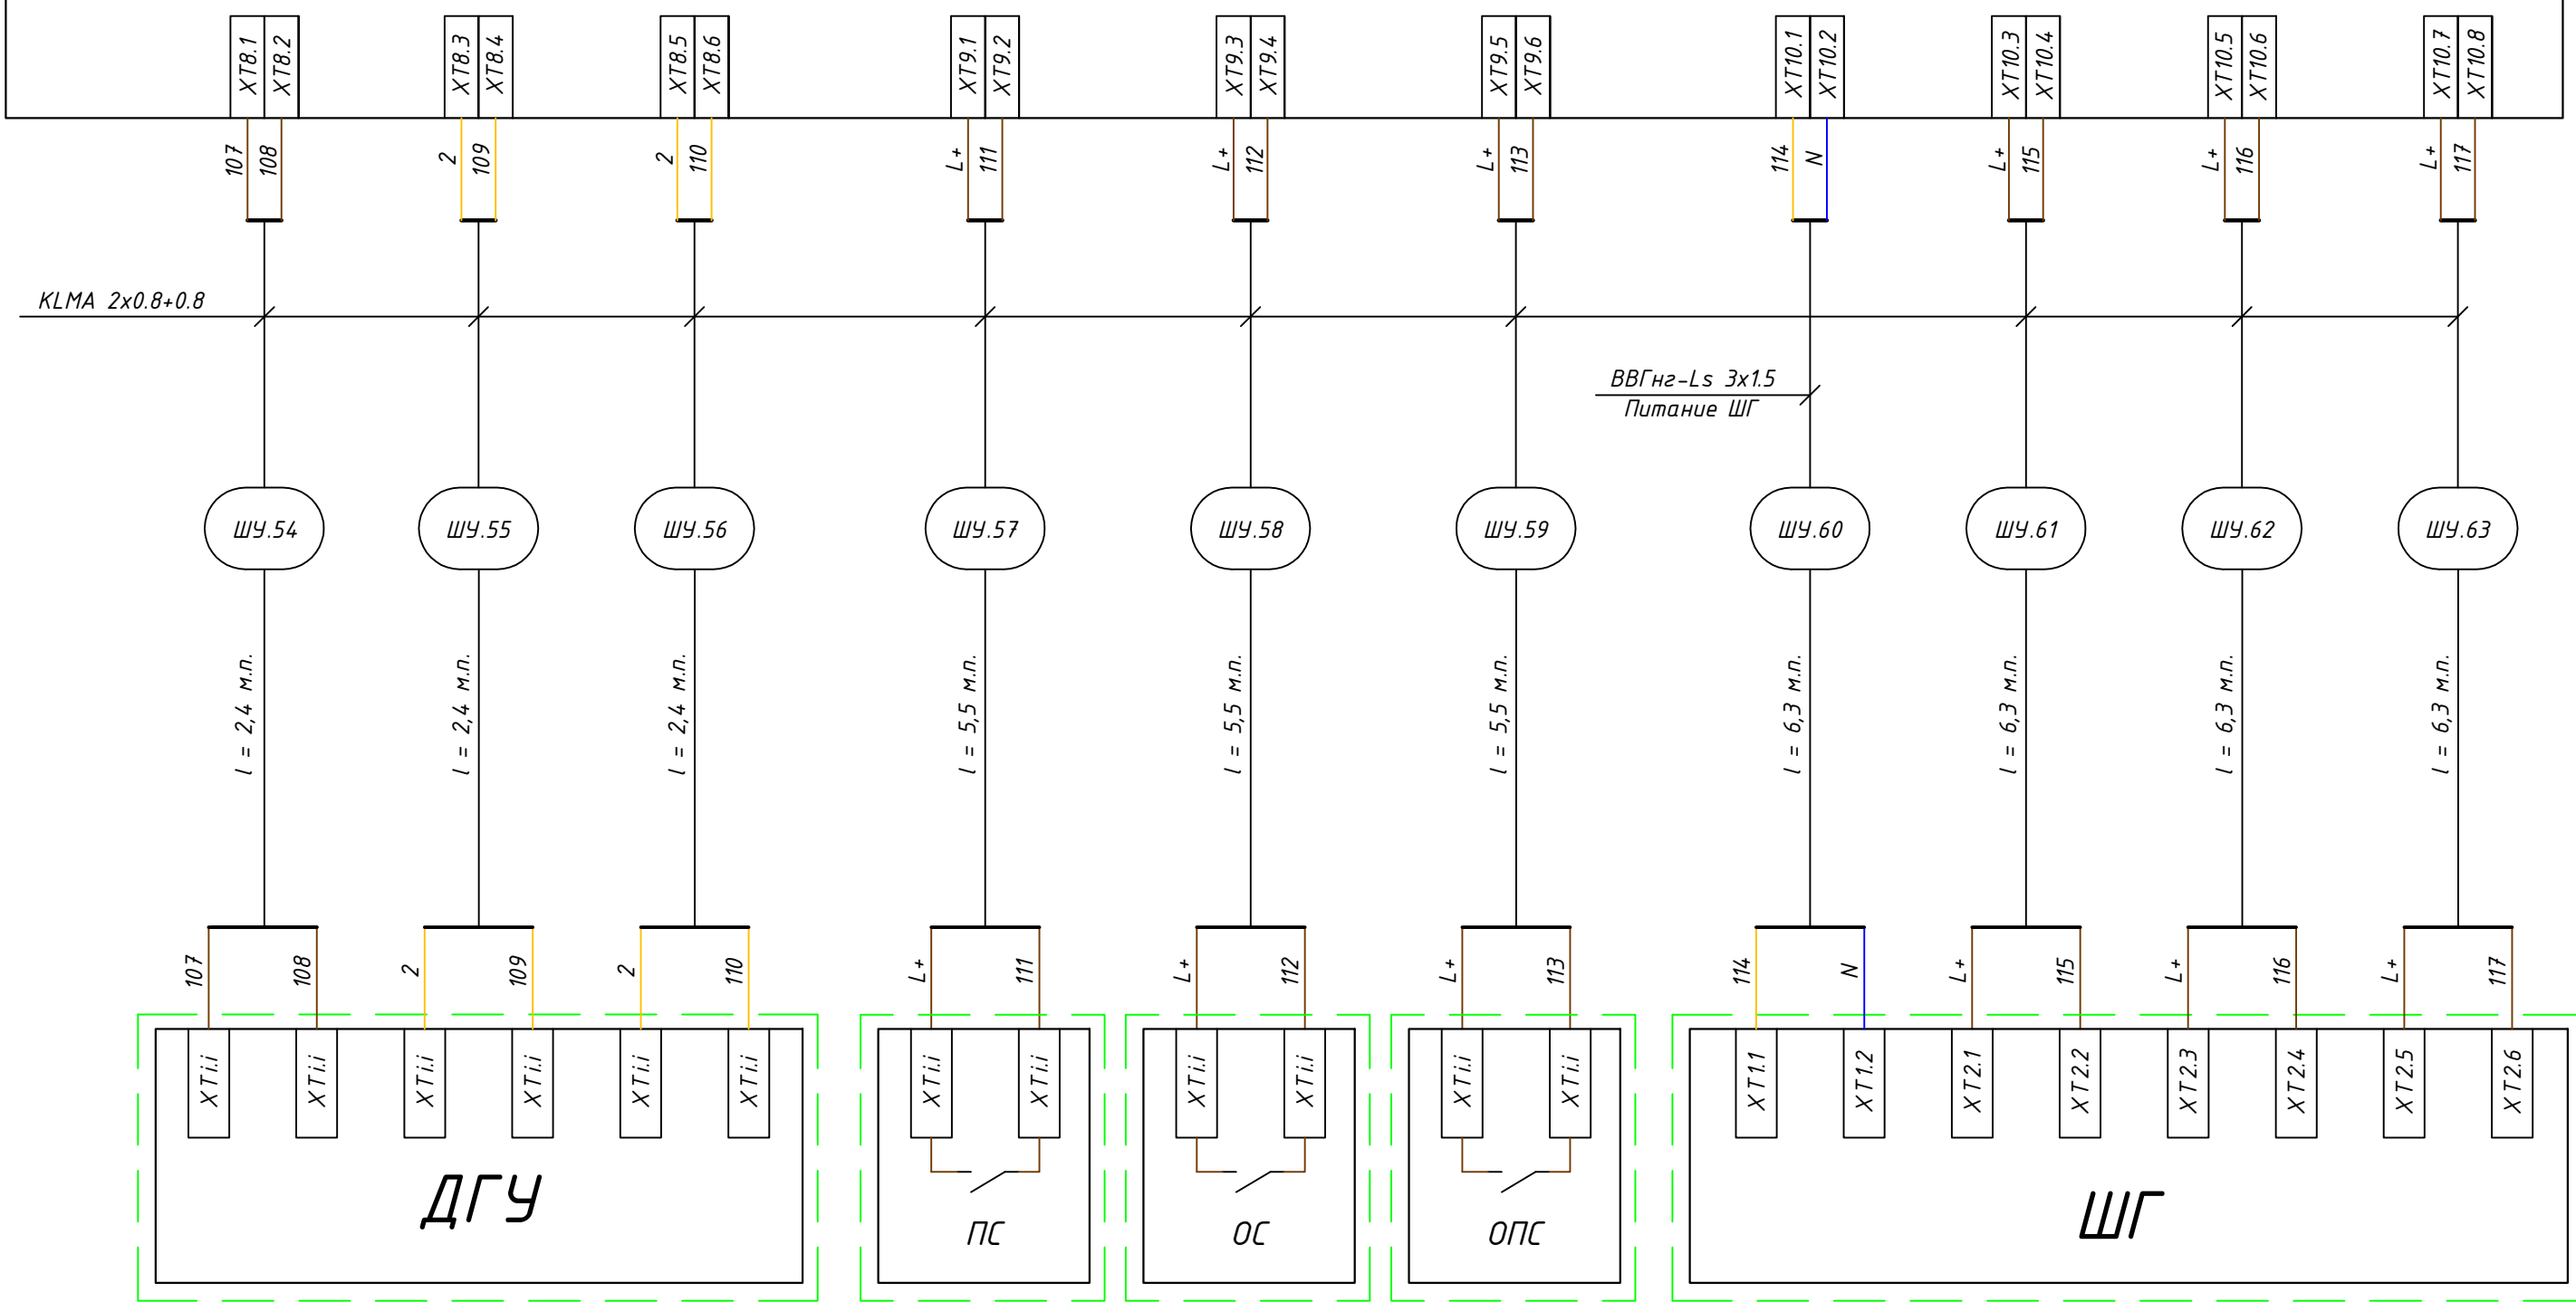 XT8.1
XT8.2
XT8.3
XT8.4
XT8.5
XT8.6
XT9.1
XT9.2
XT9.3
XT9.4
XT9.5
XT9.6
XT10.1
XT10.2
XT10.3
XT10.4
XT10.5
XT10.6
XT10.7
XT10.8
107
108
2
109
2
110
L+
111
L+
112
L+
113
114
N
L+
115
L+
116
L+
117
KLMA 2x0.8+0.8
ВВГнг-Ls 3x1.5
Питание ШГ
ШУ.54
ШУ.55
ШУ.56
ШУ.57
ШУ.58
ШУ.59
ШУ.60
ШУ.61
ШУ.62
ШУ.63
l = 2,4 м.п.
l = 2,4 м.п.
l = 2,4 м.п.
l = 5,5 м.п.
l = 5,5 м.п.
l = 5,5 м.п.
l = 6,3 м.п.
l = 6,3 м.п.
l = 6,3 м.п.
l = 6,3 м.п.
107
108
2
109
2
110
L+
111
L+
112
L+
113
114
N
L+
115
L+
116
L+
117
XTi.i
XTi.i
XTi.i
XTi.i
XTi.i
XTi.i
XTi.i
XTi.i
XTi.i
XTi.i
XTi.i
XTi.i
XT1.1
XT1.2
XT2.1
XT2.2
XT2.3
XT2.4
XT2.5
XT2.6
ДГУ
ПС
ОС
ОПС
ШГ